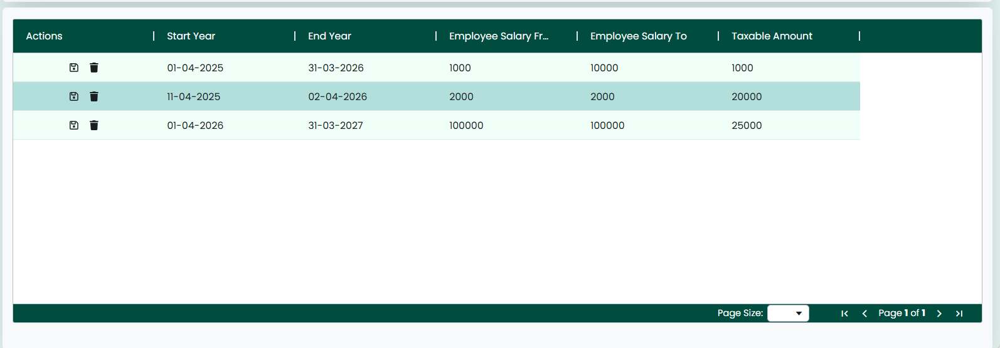 Actions Start Year End Year Employee Salary Fr... Employee Salary To Taxable Amount
01-04-2025 31-03-2026 1000 10000 1000
11-04-2025 02-04-2026 2000 2000 20000
01-04-2026 31-03-2027 100000 100000 25000
Page Size: Page 1 of 1